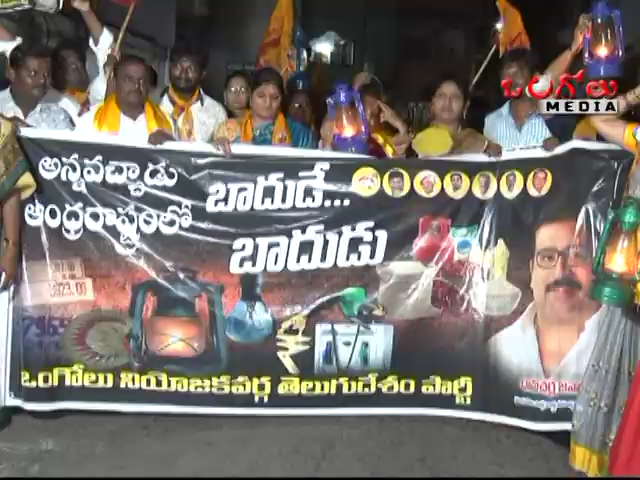 ఒంగోలు
MEDIA
అన్నవచ్చాడు
ఆంధ్రరాష్ట్రంలో
బాదుడే...
బాదుడు
ఒంగోలు నియోజకవర్గ తెలుగుదేశం పార్టీ